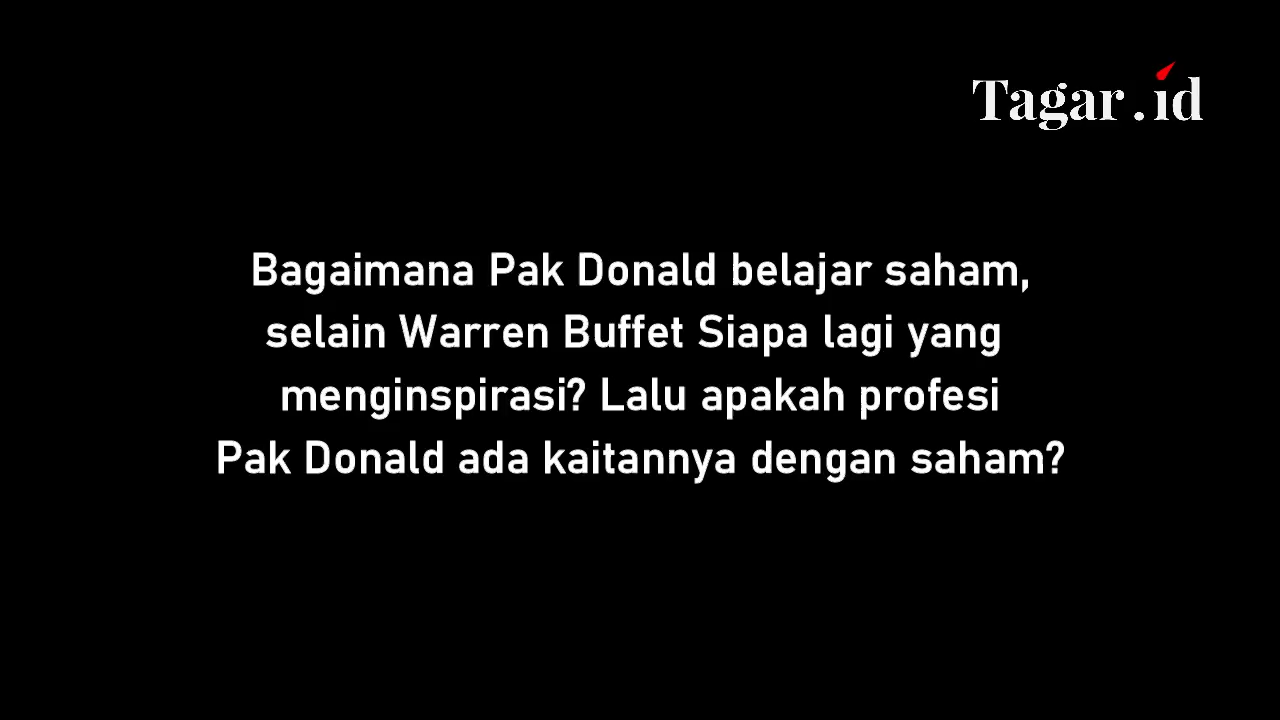 Tagar.id
Bagaimana Pak Donald belajar saham,
selain Warren Buffet Siapa lagi yang
menginspirasi? Lalu apakah profesi
Pak Donald ada kaitannya dengan saham?